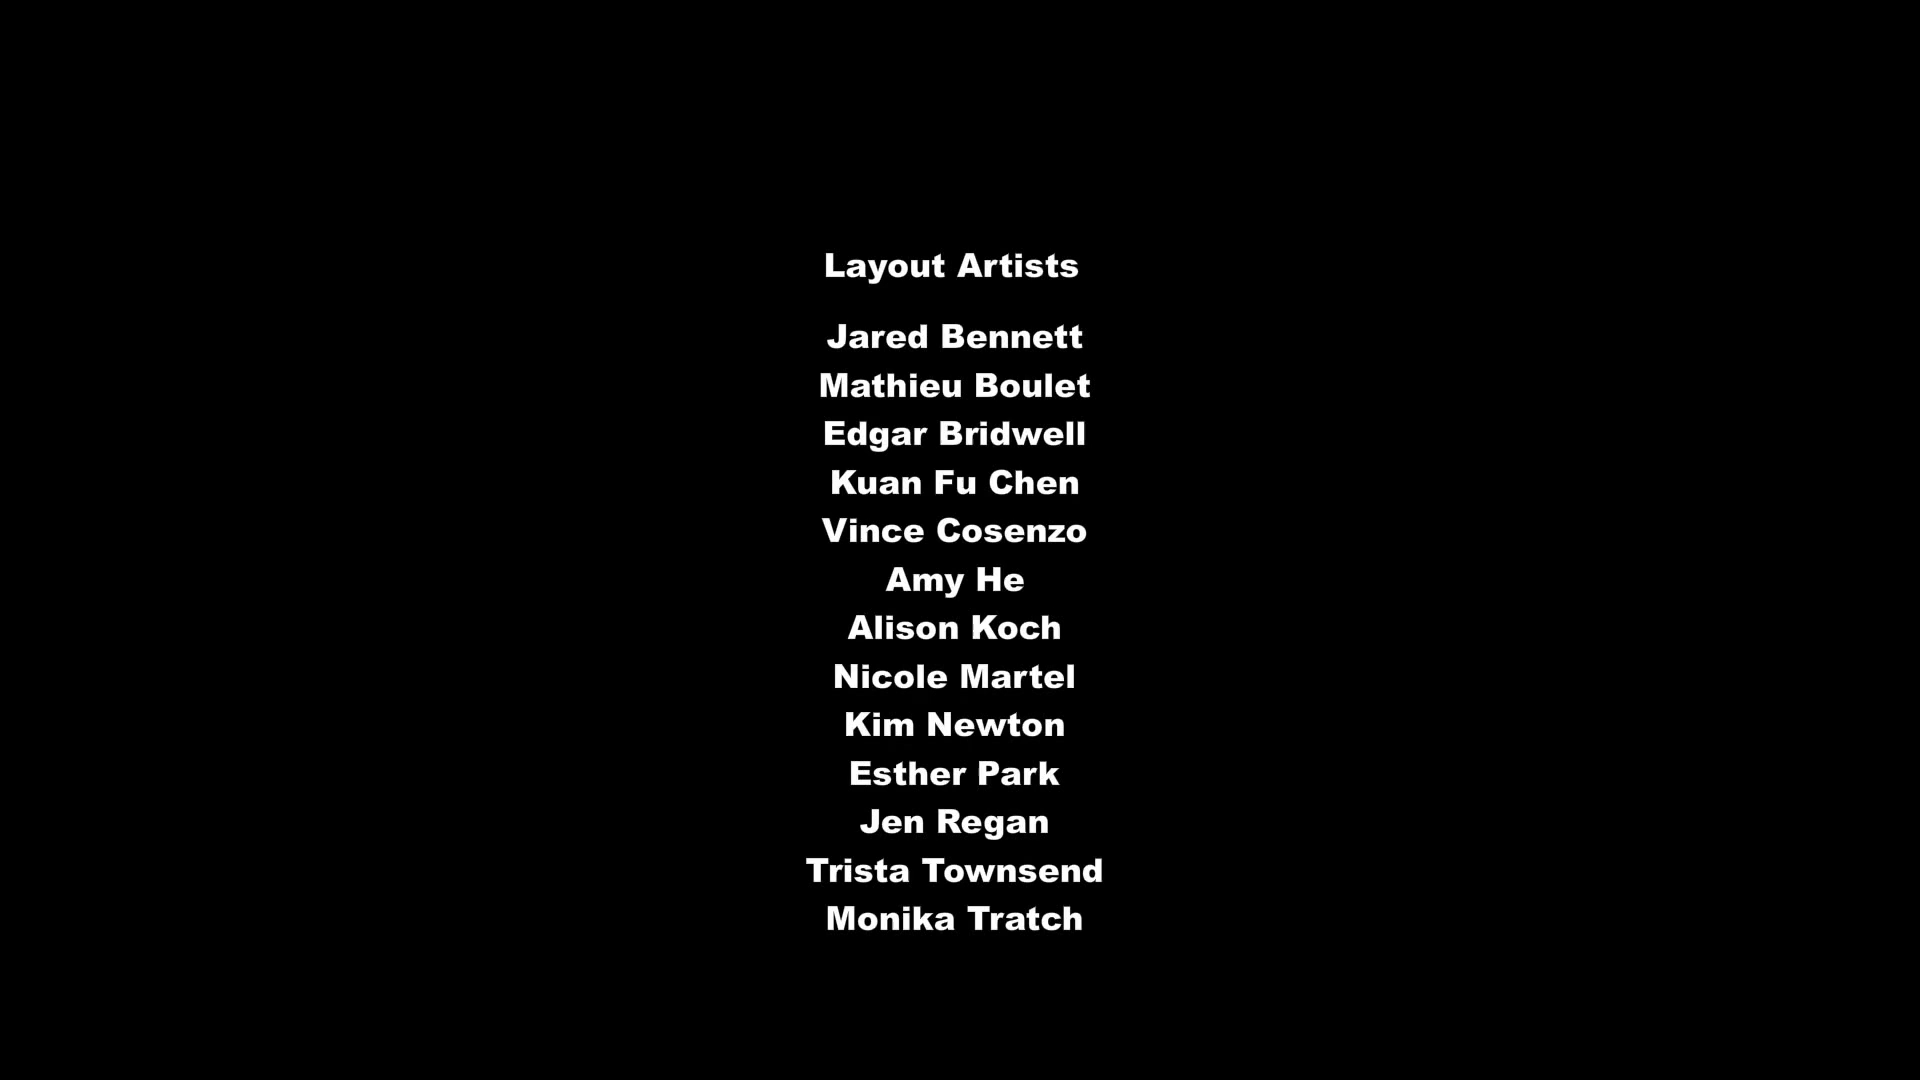 Layout Artists
Jared Bennett
Mathieu Boulet
Edgar Bridwell
Kuan Fu Chen
Vince Cosenzo
Amy He
Alison Koch
Nicole Martel
Kim Newton
Esther Park
Jen Regan
Trista Townsend
Monika Tratch